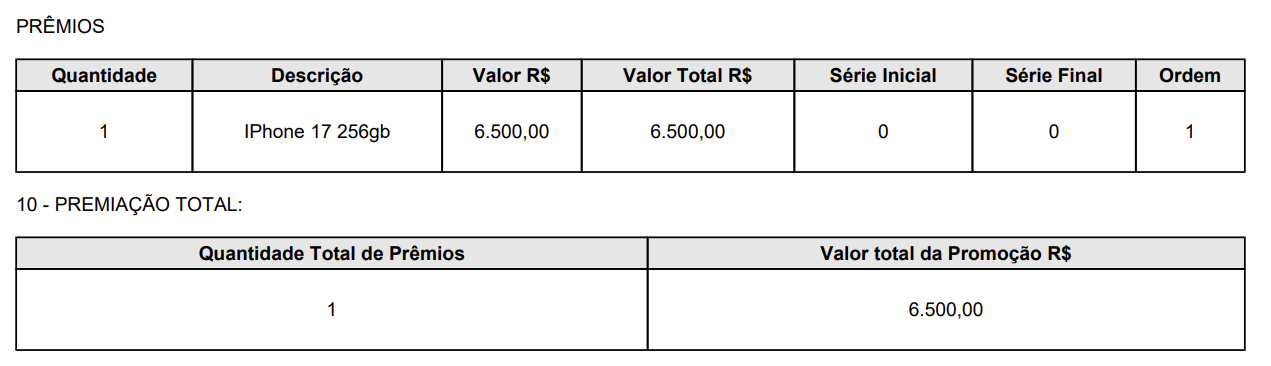 PRÊMIOS
Quantidade Descrição Valor R$ Valor Total R$ Série Inicial Série Final Ordem
1 IPhone 17 256gb 6.500,00 6.500,00 0 0 1
10 - PREMIAÇÃO TOTAL:
Quantidade Total de Prêmios Valor total da Promoção R$
1 6.500,00